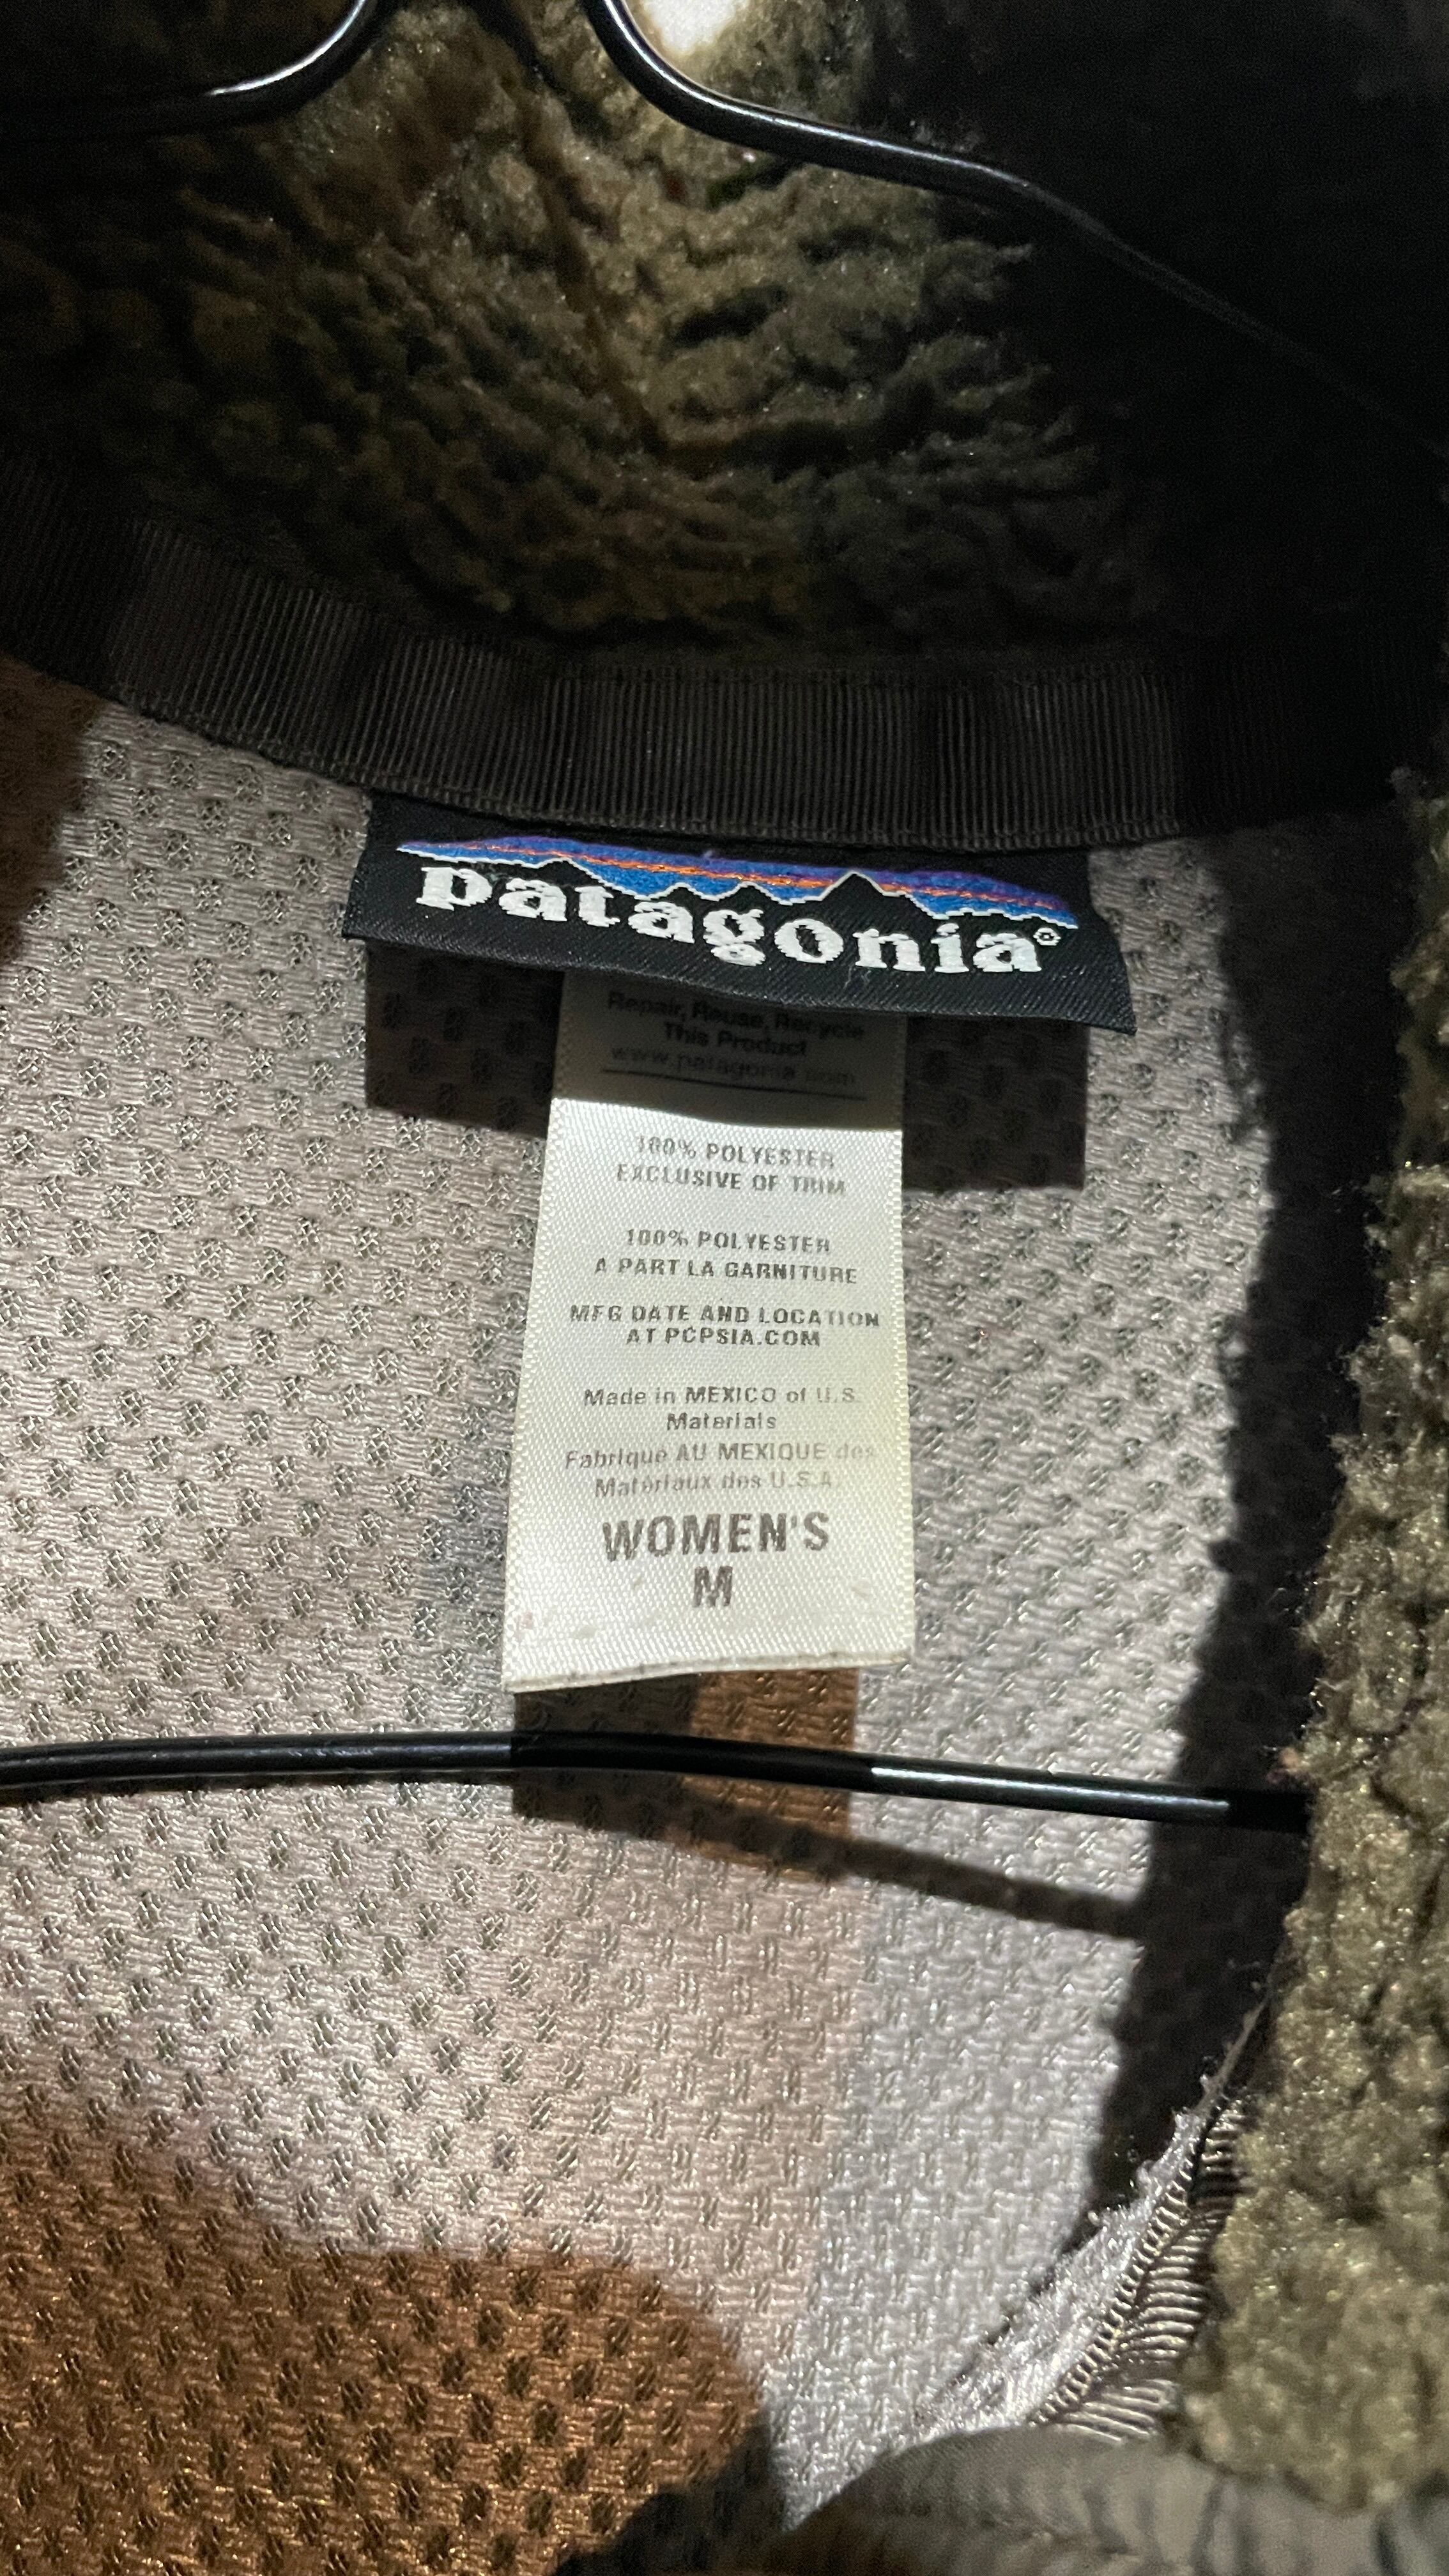 patagonia®
Repair, Reuse, Recycle
This Product
www.patagonia.com
100% POLYESTER
EXCLUSIVE OF TRIM
100% POLYESTER
A PART LA GARNITURE
MFG DATE AND LOCATION
AT PCPSIA.COM
Made in MEXICO of U.S.
Materials
Fabriqué AU MEXIQUE des
Matériaux des U.S.A.
WOMEN'S
M